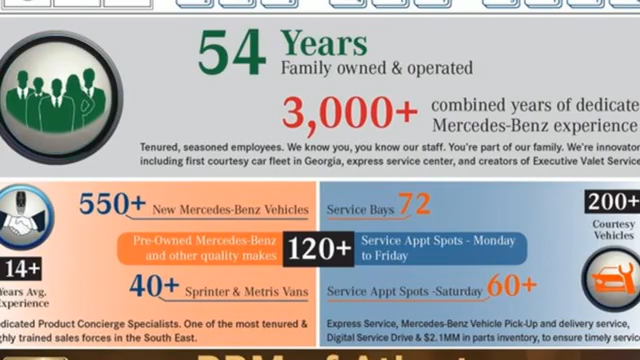 54 Years
Family owned & operated
3,000+ combined years of dedicate
Mercedes-Benz experience
Tenured, seasoned employees. We know you, you know our staff. You're part of our family. We're innovator
including first courtesy car fleet in Georgia, express service center, and creators of Executive Valet Service
550+ New Mercedes-Benz Vehicles
Service Bays 72
200+
Courtesy
Vehicles
Pre-Owned Mercedes-Benz
and other quality makes
120+
Service Appt Spots - Monday
to Friday
14+
Years Avg.
Experience
40+ Sprinter & Metris Vans
Service Appt Spots -Saturday 60+
edicated Product Concierge Specialists. One of the most tenured &
ghly trained sales forces in the South East.
Express Service, Mercedes-Benz Vehicle Pick-Up and delivery service,
Digital Service Drive & $2.1MM in parts inventory, to ensure timely servic